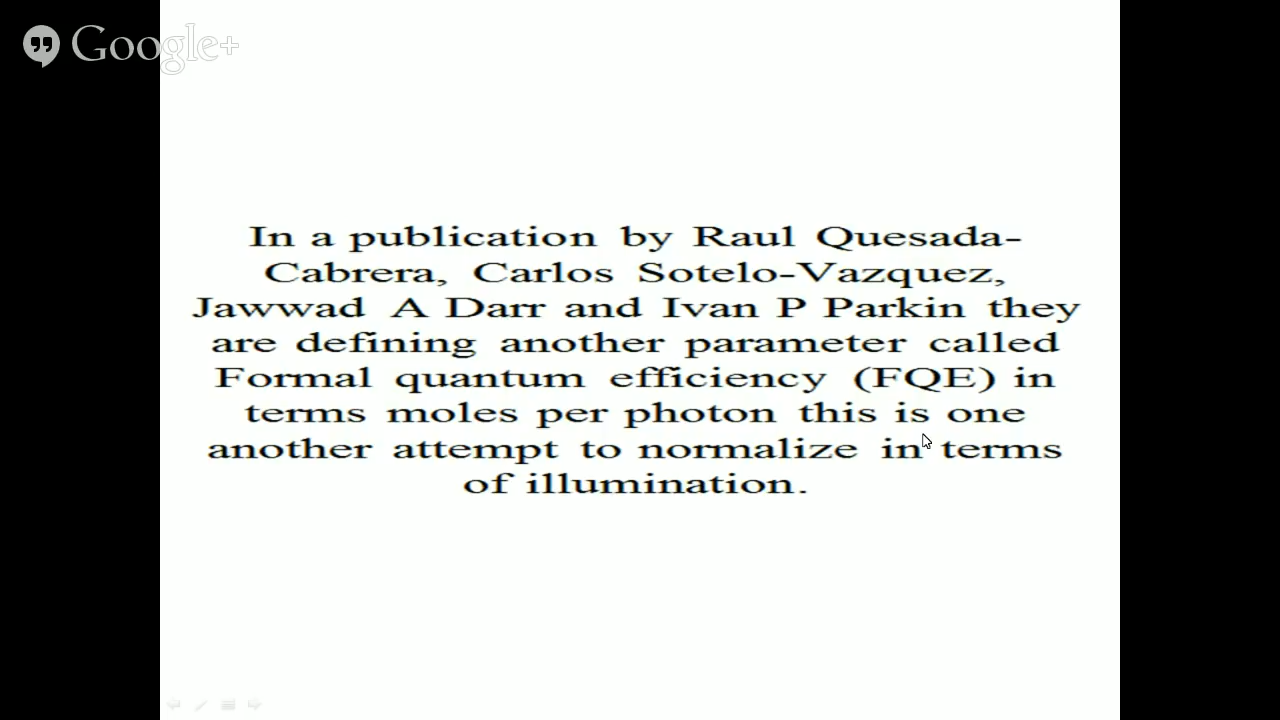 Google+
In a publication by Raul Quesada-
Cabrera, Carlos Sotelo-Vazquez,
Jawwad A Darr and Ivan P Parkin they
are defining another parameter called
Formal quantum efficiency (FQE) in
terms moles per photon this is one
another attempt to normalize in terms
of illumination.